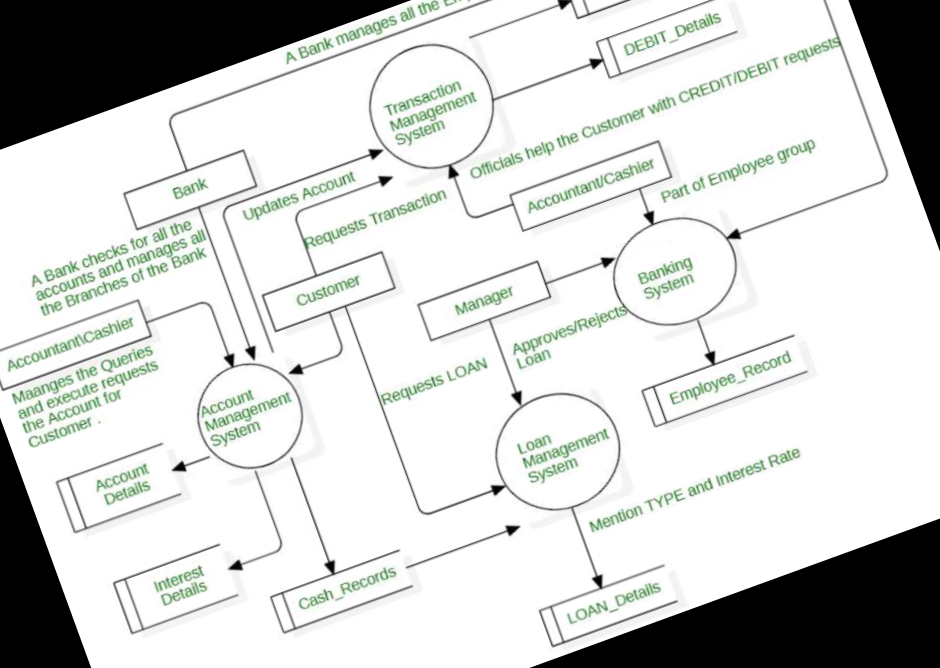 A Bank manages all the
DEBIT_Details
Transaction
Management
System
Officials help the Customer with CREDIT/DEBIT requests
Bank
Updates Account
Accountant/Cashier
Part of Employee group
Requests Transaction
A Bank checks for all the
accounts and manages all
the Branches of the Bank
Customer
Banking
System
Manager
Accountant\Cashier
Approves/Rejects
Loan
Maanges the Queries
and execute requests
the Account for
Customer .
Requests LOAN
Employee_Record
Account
Management
System
Loan
Management
System
Account
Details
Mention TYPE and Interest Rate
Interest
Details
Cash_Records
LOAN_Details